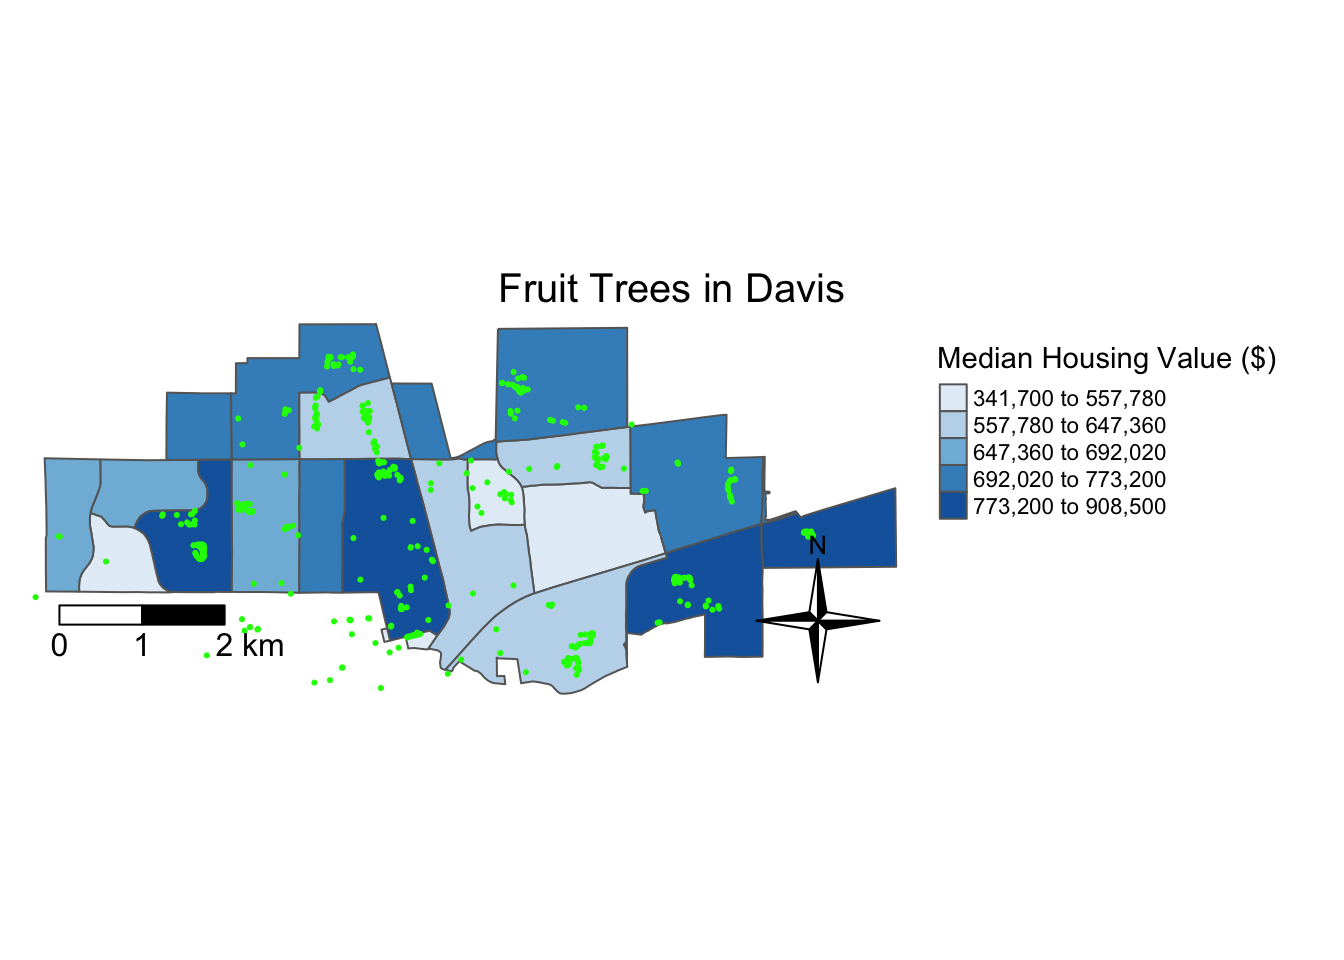 Fruit Trees in Davis
Median Housing Value ($)
341,700 to 557,780
557,780 to 647,360
647,360 to 692,020
692,020 to 773,200
773,200 to 908,500
N
0 1 2 km